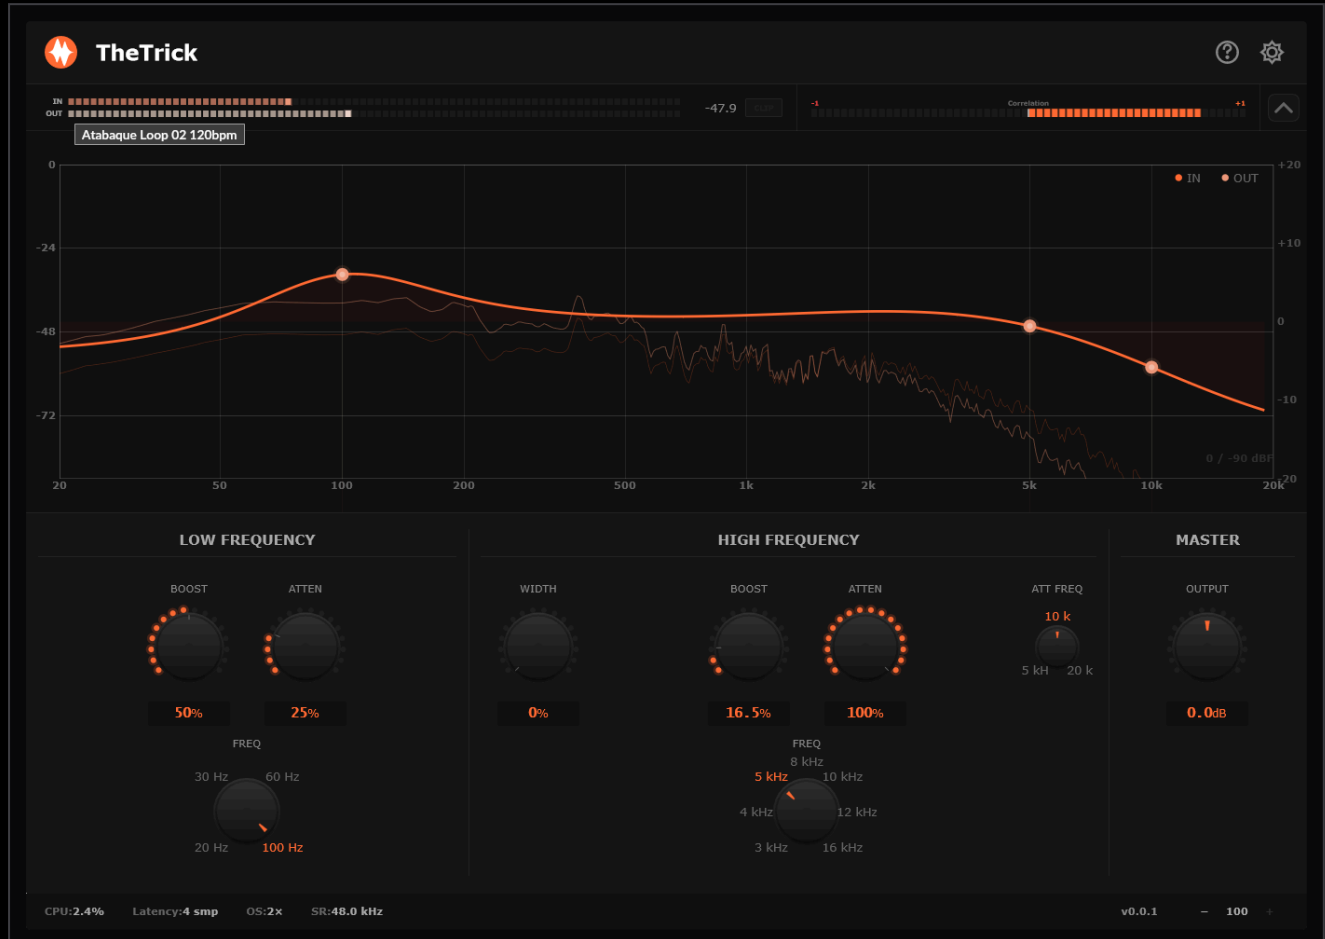 TheTrick
IN
OUT
-47.9
CLIP
-1
Correlation
+1
Atabaque Loop 02 120bpm
0
+20
IN
OUT
-24
+10
-48
0
-72
-10
0 / -90 dBF
-20
20
50
100
200
500
1k
2k
5k
10k
20k
LOW FREQUENCY
HIGH FREQUENCY
MASTER
BOOST
ATTEN
WIDTH
BOOST
ATTEN
ATT FREQ
OUTPUT
10 k
5 kH
20 k
50%
25%
0%
16.5%
100%
0.0dB
FREQ
FREQ
8 kHz
30 Hz
60 Hz
5 kHz
10 kHz
4 kHz
12 kHz
20 Hz
100 Hz
3 kHz
16 kHz
CPU:2.4%
Latency:4 smp
OS:2x
SR:48.0 kHz
v0.0.1
− 100 +